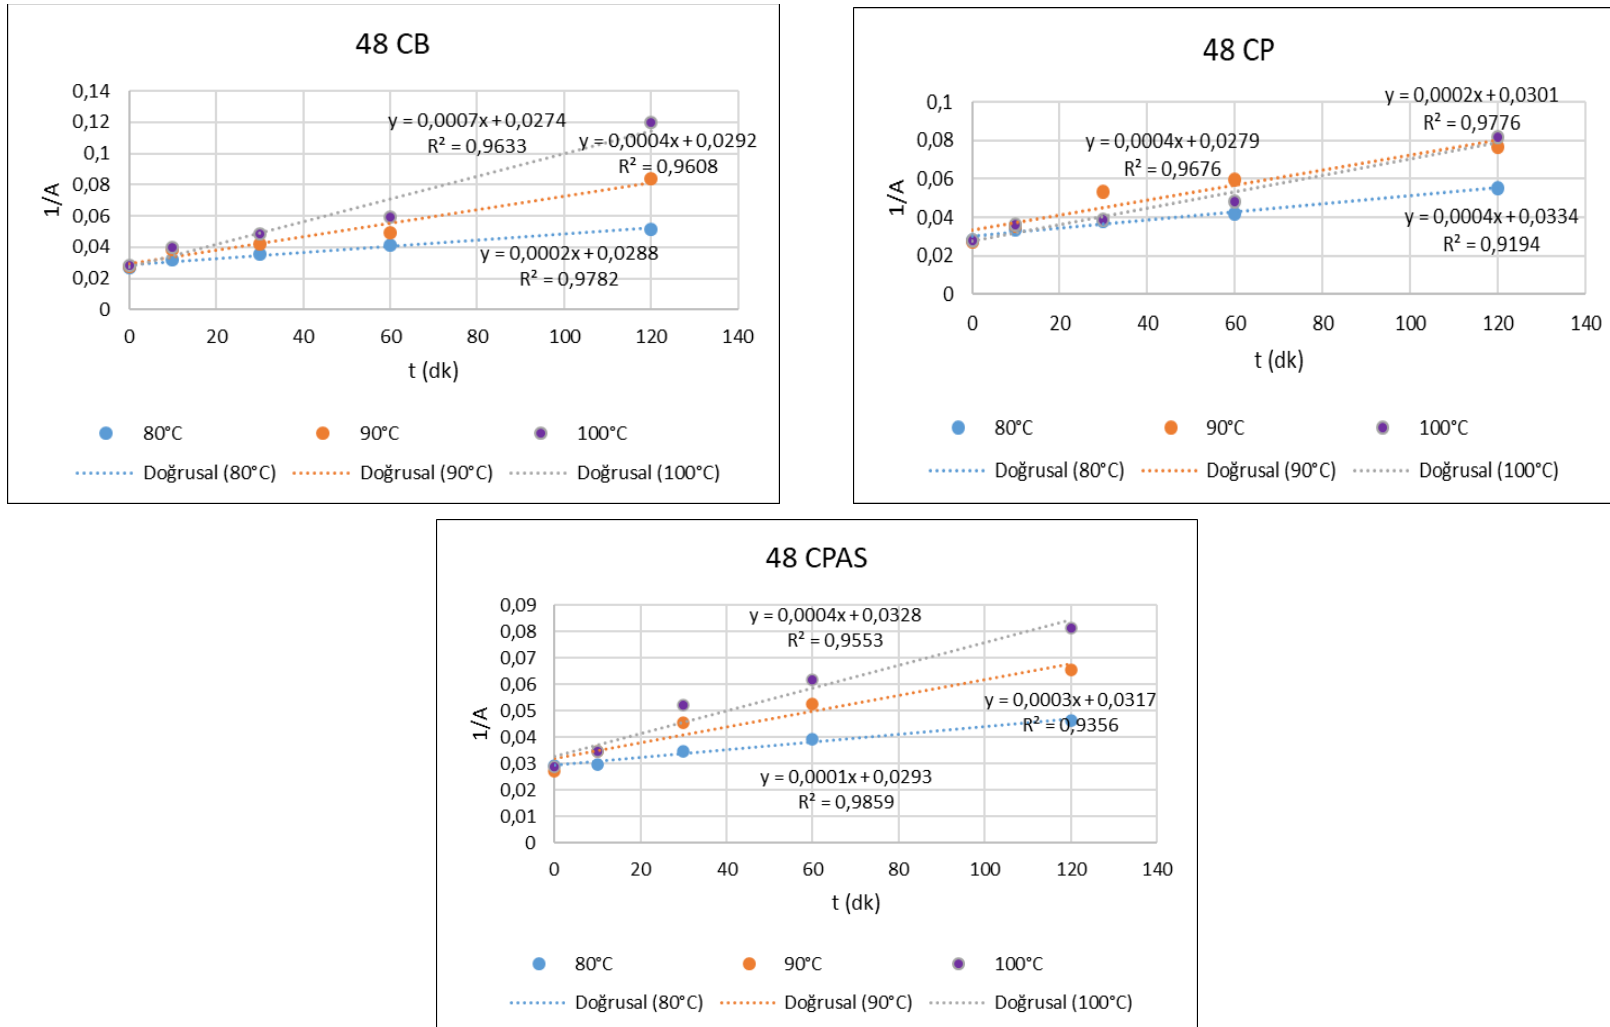 48 CB
0,14
0,12
0,1
0,08
0,06
0,04
0,02
0
1/A
y = 0,0007x + 0,0274
R² = 0,9633
y = 0,0004x + 0,0292
R² = 0,9608
y = 0,0002x + 0,0288
R² = 0,9782
0 20 40 60 80 100 120 140
t (dk)
80°C 90°C 100°C
Doğrusal (80°C) Doğrusal (90°C) Doğrusal (100°C)
48 CP
0,1
0,08
0,06
0,04
0,02
0
1/A
y = 0,0002x + 0,0301
R² = 0,9776
y = 0,0004x + 0,0279
R² = 0,9676
y = 0,0004x + 0,0334
R² = 0,9194
0 20 40 60 80 100 120 140
t (dk)
80°C 90°C 100°C
Doğrusal (80°C) Doğrusal (90°C) Doğrusal (100°C)
48 CPAS
0,09
0,08
0,07
0,06
0,05
0,04
0,03
0,02
0,01
0
1/A
y = 0,0004x + 0,0328
R² = 0,9553
y = 0,0003x + 0,0317
R² = 0,9356
y = 0,0001x + 0,0293
R² = 0,9859
0 20 40 60 80 100 120 140
t (dk)
80°C 90°C 100°C
Doğrusal (80°C) Doğrusal (90°C) Doğrusal (100°C)